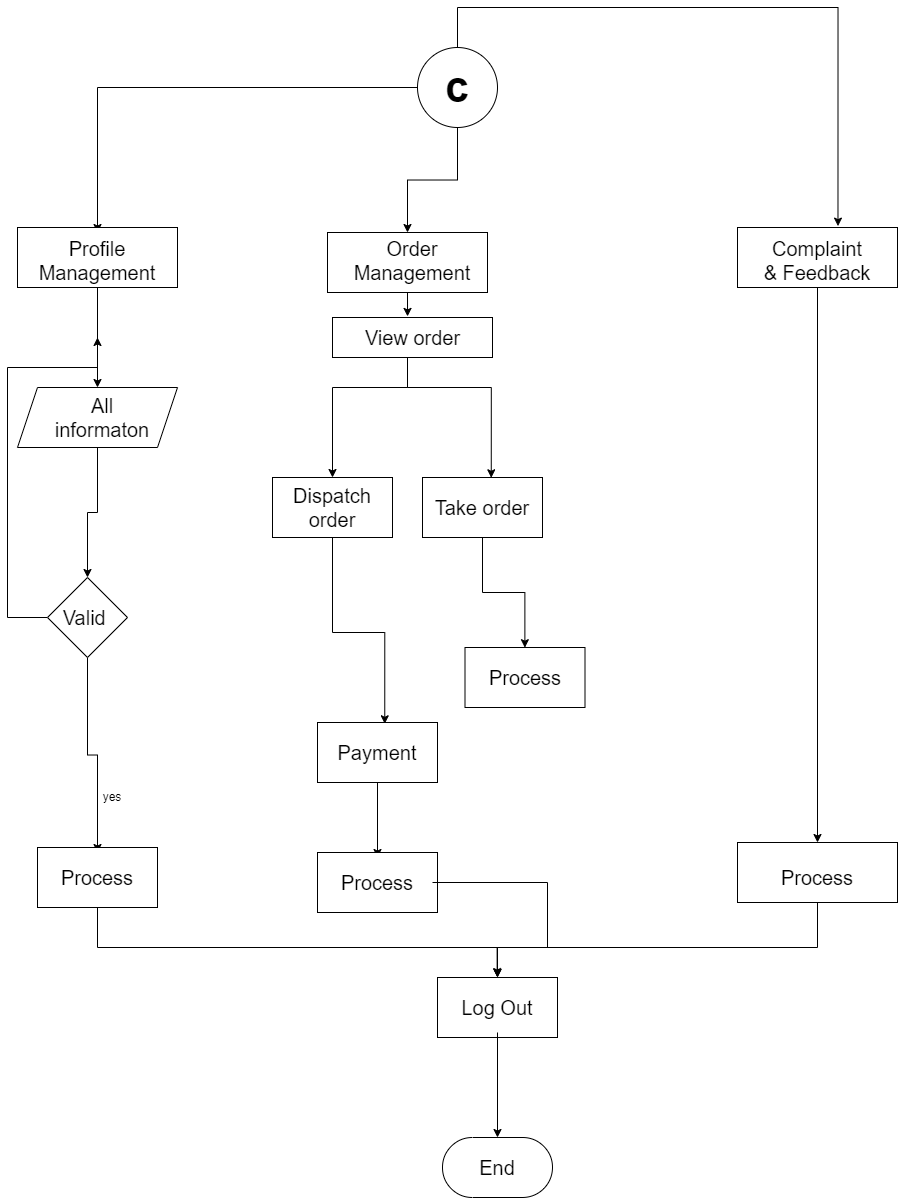 C
Profile
Management
Order
Management
Complaint
& Feedback
View order
All
informaton
Dispatch
order
Take order
Valid
Process
Payment
yes
Process
Process
Process
Log Out
End